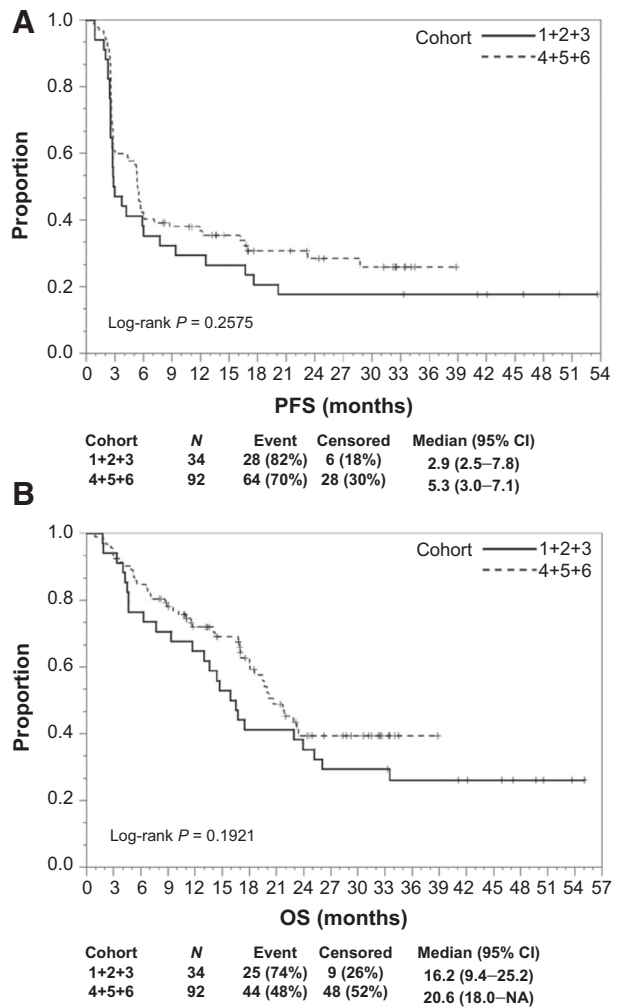 A
1.0
0.8
0.6
0.4
0.2
0.0
Proportion
Cohort 1+2+3
4+5+6
Log-rank P = 0.2575
0 3 6 9 12 15 18 21 24 27 30 33 36 39 42 45 48 51 54
PFS (months)
Cohort N Event Censored Median (95% CI)
1+2+3 34 28 (82%) 6 (18%) 2.9 (2.5–7.8)
4+5+6 92 64 (70%) 28 (30%) 5.3 (3.0–7.1)
B
1.0
0.8
0.6
0.4
0.2
0.0
Proportion
Cohort 1+2+3
4+5+6
Log-rank P = 0.1921
0 3 6 9 12 15 18 21 24 27 30 33 36 39 42 45 48 51 54 57
OS (months)
Cohort N Event Censored Median (95% CI)
1+2+3 34 25 (74%) 9 (26%) 16.2 (9.4–25.2)
4+5+6 92 44 (48%) 48 (52%) 20.6 (18.0–NA)